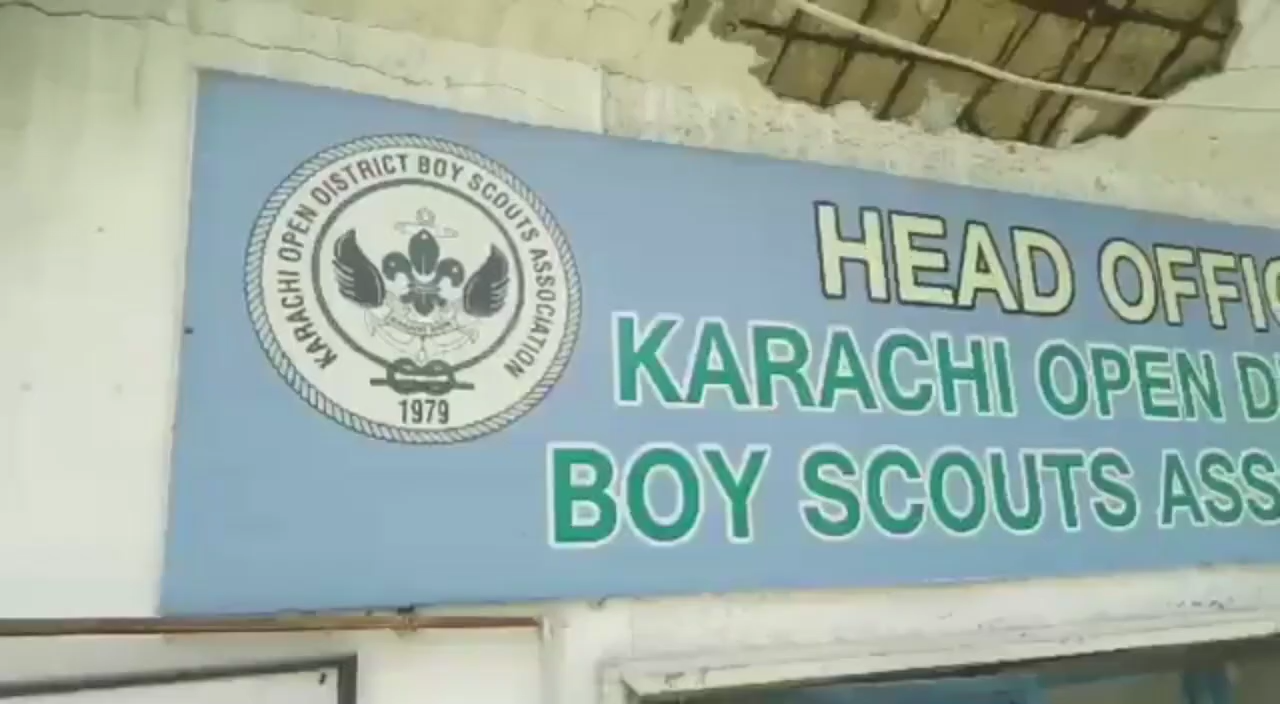 KARACHI OPEN DISTRICT BOY SCOUTS ASSOCIATION
1979
HEAD OFFIC
KARACHI OPEN D
BOY SCOUTS ASS